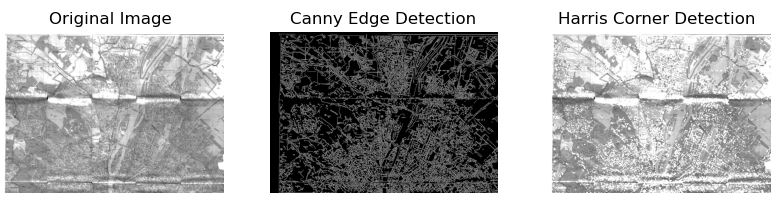 Original Image
Canny Edge Detection
Harris Corner Detection